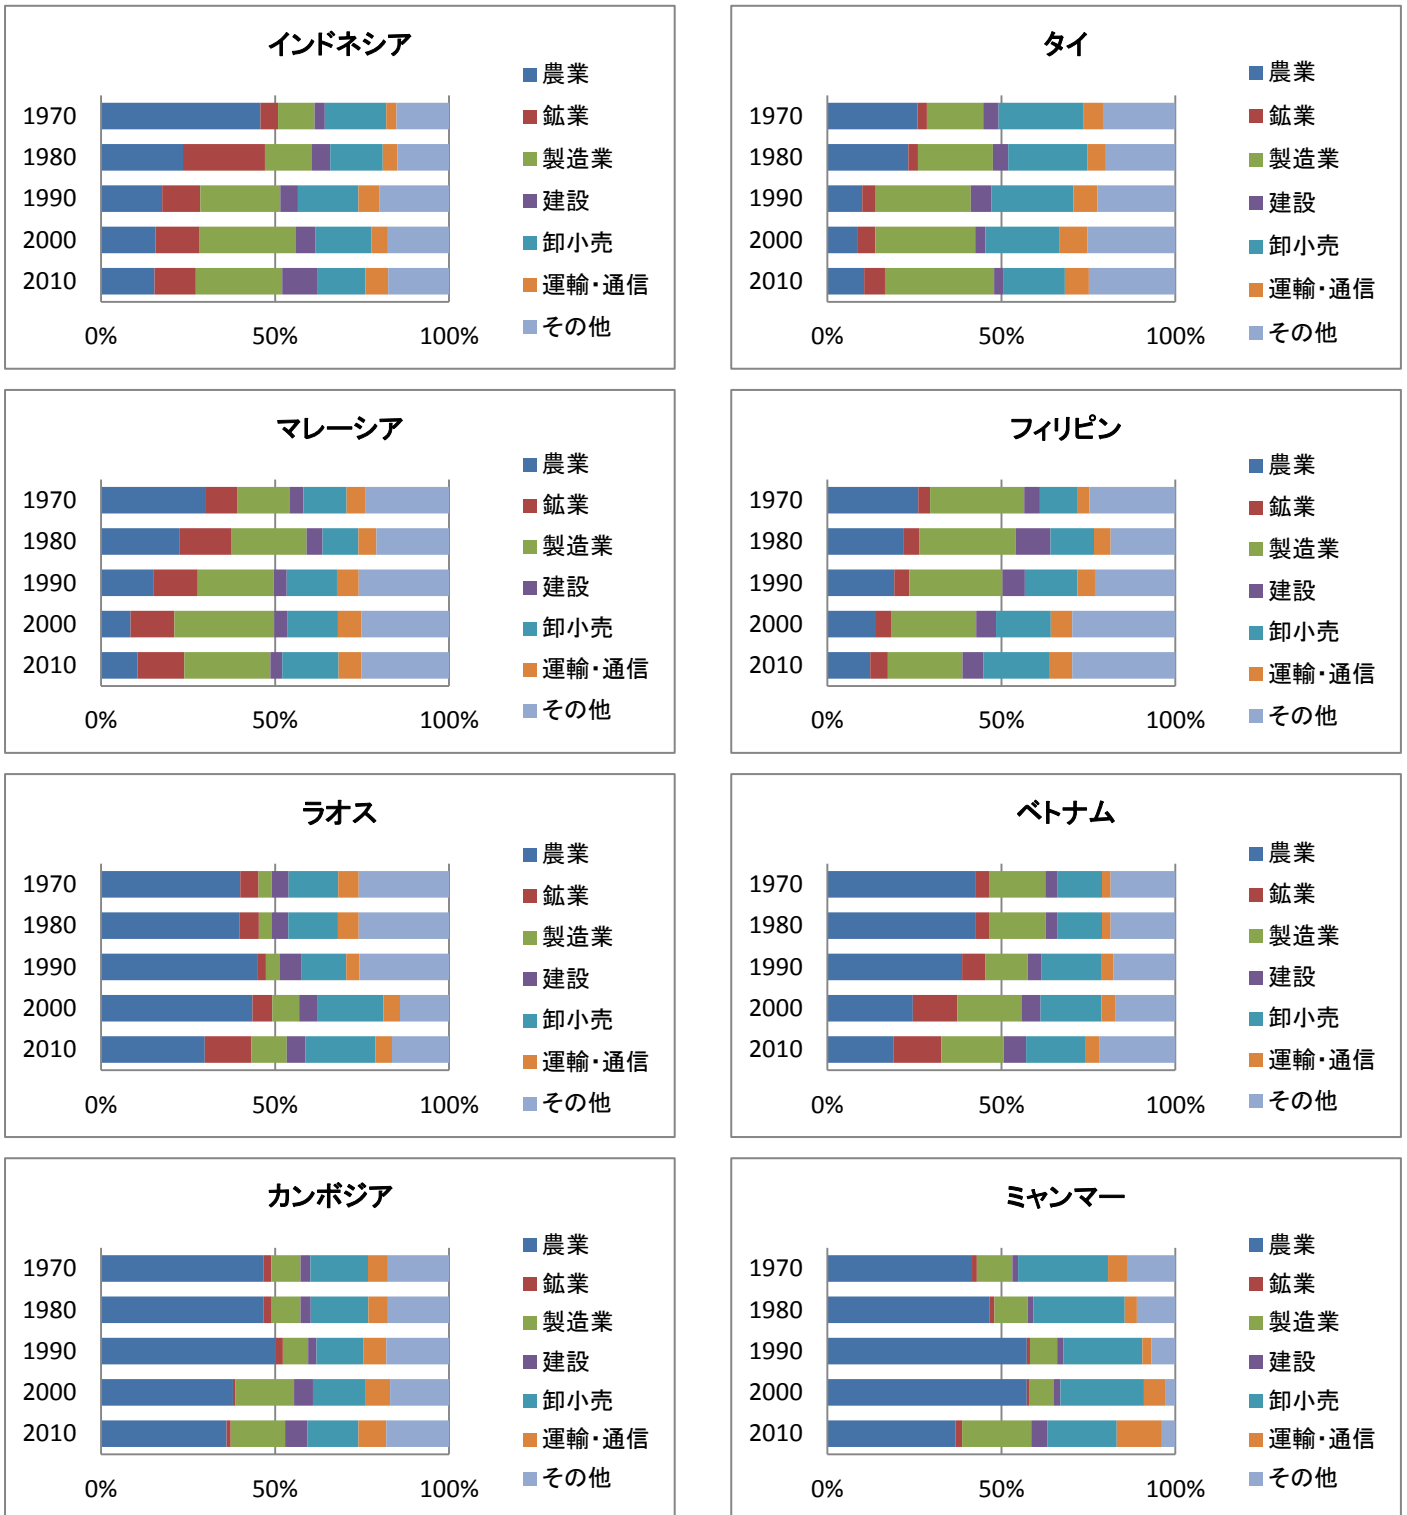 インドネシア
1970
1980
1990
2000
2010
0%
50%
100%
農業
鉱業
製造業
建設
卸小売
運輸・通信
その他
タイ
1970
1980
1990
2000
2010
0%
50%
100%
農業
鉱業
製造業
建設
卸小売
運輸・通信
その他
マレーシア
1970
1980
1990
2000
2010
0%
50%
100%
農業
鉱業
製造業
建設
卸小売
運輸・通信
その他
フィリピン
1970
1980
1990
2000
2010
0%
50%
100%
農業
鉱業
製造業
建設
卸小売
運輸・通信
その他
ラオス
1970
1980
1990
2000
2010
0%
50%
100%
農業
鉱業
製造業
建設
卸小売
運輸・通信
その他
ベトナム
1970
1980
1990
2000
2010
0%
50%
100%
農業
鉱業
製造業
建設
卸小売
運輸・通信
その他
カンボジア
1970
1980
1990
2000
2010
0%
50%
100%
農業
鉱業
製造業
建設
卸小売
運輸・通信
その他
ミャンマー
1970
1980
1990
2000
2010
0%
50%
100%
農業
鉱業
製造業
建設
卸小売
運輸・通信
その他